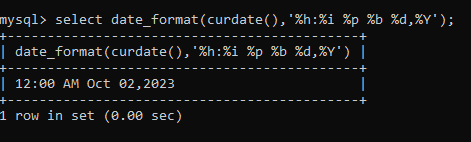 mysql> select date_format(curdate(),'%h:%i %p %b %d,%Y');
+------------------------------------------+
| date_format(curdate(),'%h:%i %p %b %d,%Y') |
+------------------------------------------+
| 12:00 AM Oct 02,2023 |
+------------------------------------------+
1 row in set (0.00 sec)